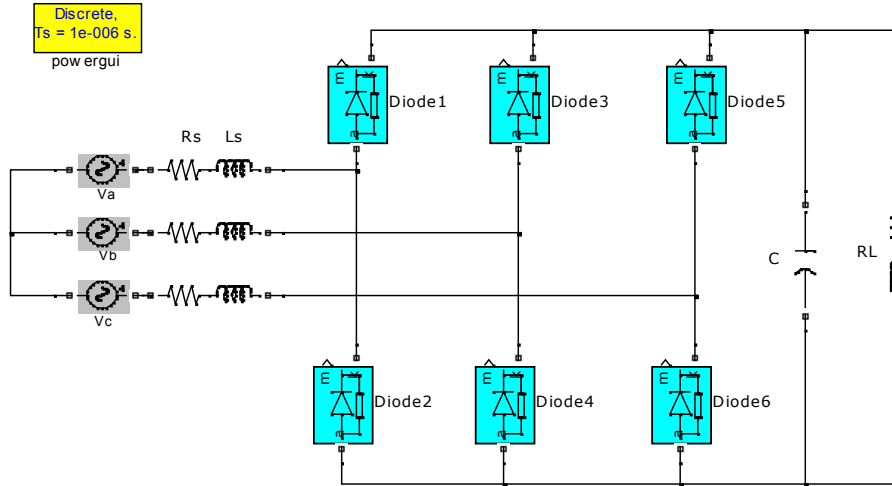 Discrete,
Ts = 1e-006 s.
pow ergui
m
k
a
Diode1
m
k
a
Diode3
m
k
a
Diode5
Rs
Ls
Va
Vb
Vc
C
RL
m
k
a
Diode2
m
k
a
Diode4
m
k
a
Diode6